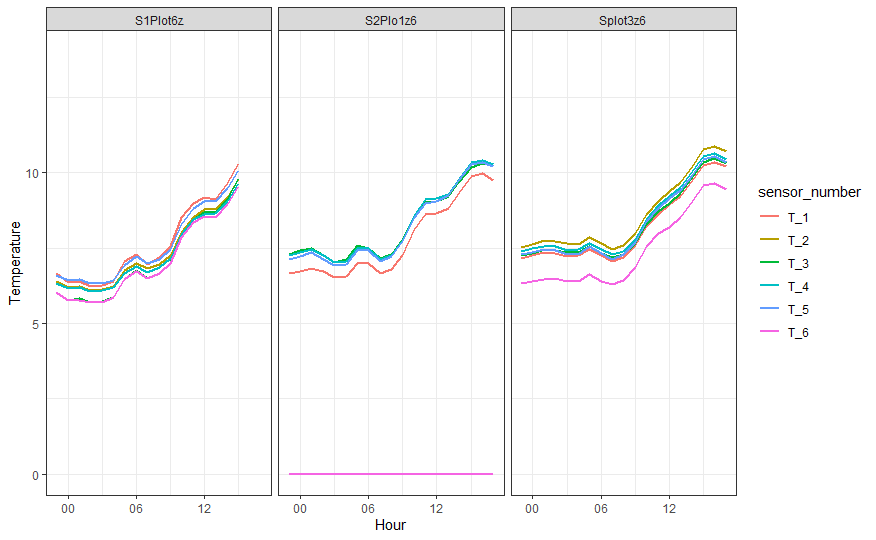 S1Plot6z S2Plo1z6 Splot3z6
Temperature
10
5
0
00 06 12 00 06 12 00 06 12
Hour
sensor_number
T_1
T_2
T_3
T_4
T_5
T_6